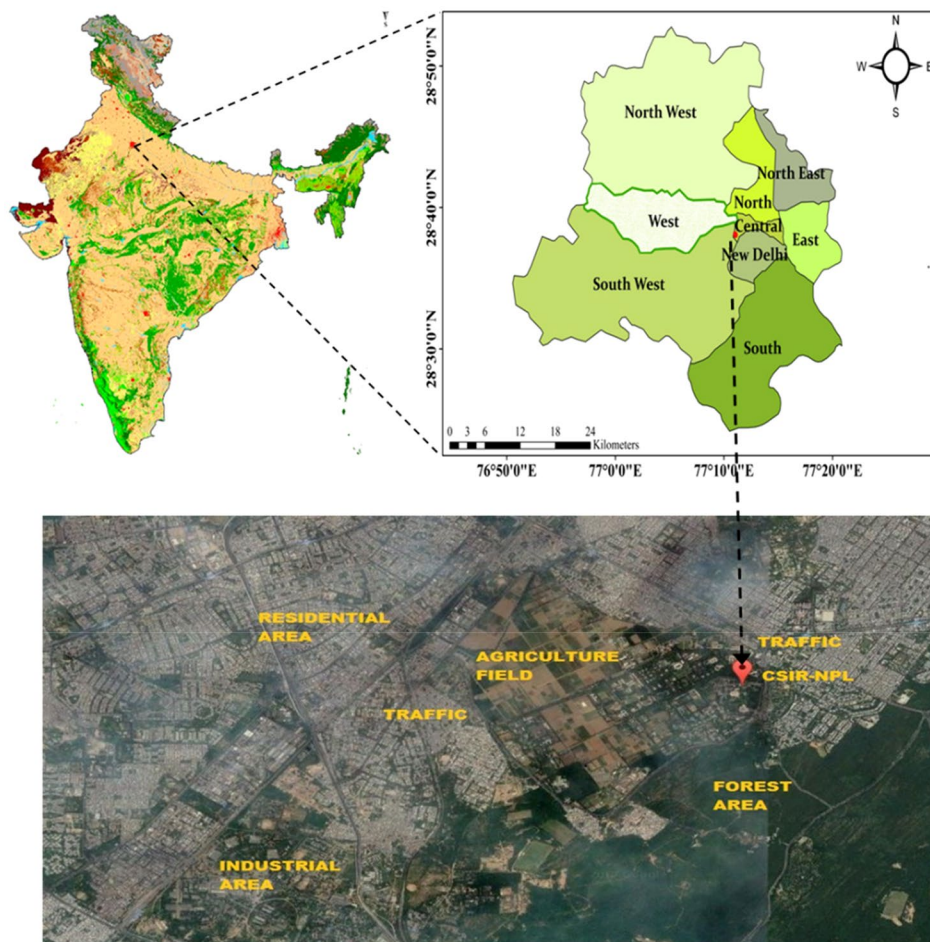 N
W
E
S
28°50'0"N
28°40'0"N
28°30'0"N
North West
North East
North
West
Central
East
New Delhi
South West
South
0 3 6 12 18 24
Kilometers
76°50'0"E 77°0'0"E 77°10'0"E 77°20'0"E
RESIDENTIAL
AREA
TRAFFIC
AGRICULTURE
FIELD
CSIR-NPL
TRAFFIC
FOREST
AREA
INDUSTRIAL
AREA